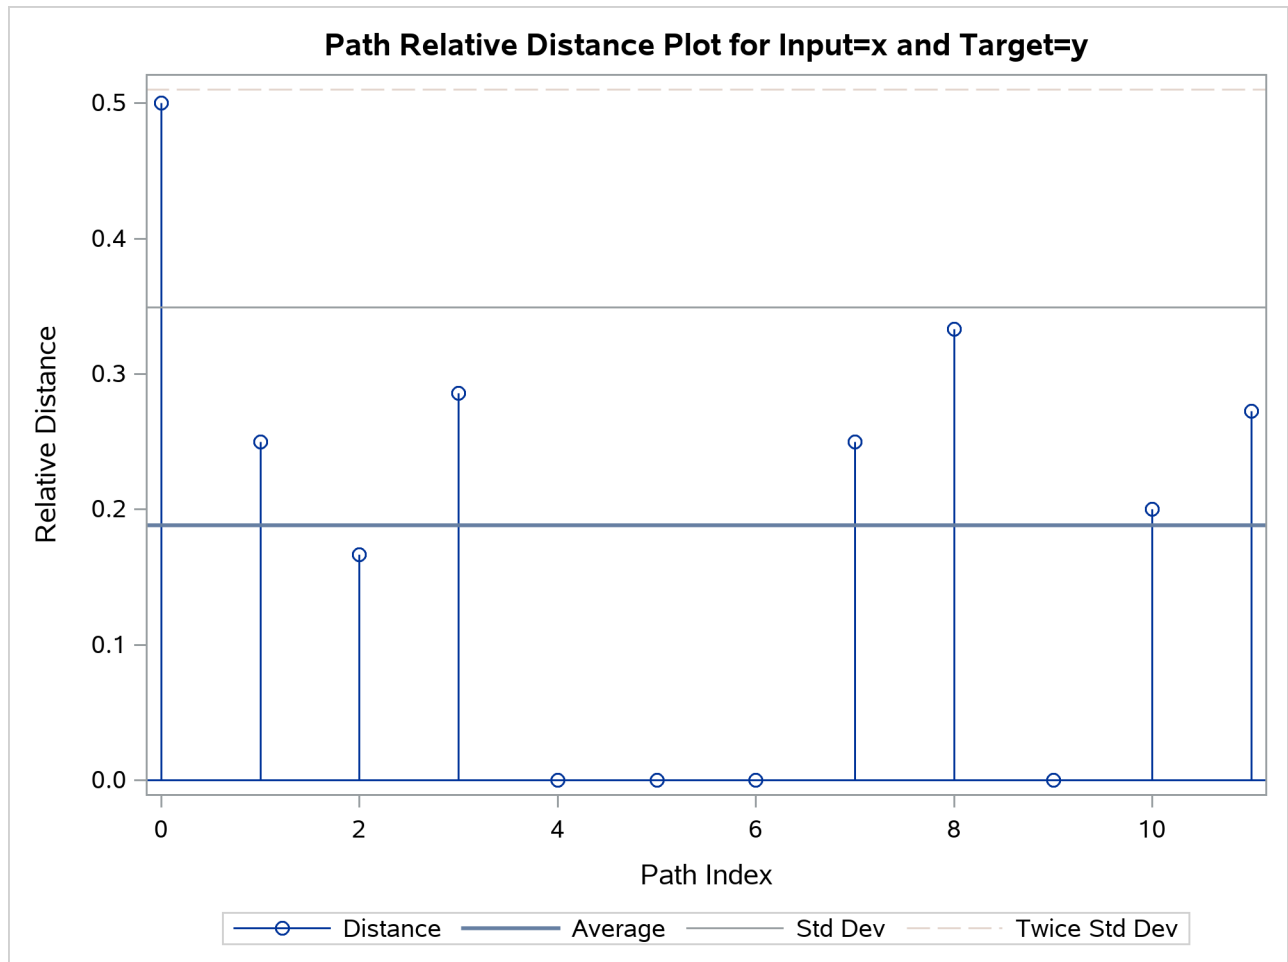 Path Relative Distance Plot for Input=x and Target=y
0.5
0.4
0.3
0.2
0.1
0.0
Relative Distance
0 2 4 6 8 10
Path Index
Distance Average Std Dev Twice Std Dev